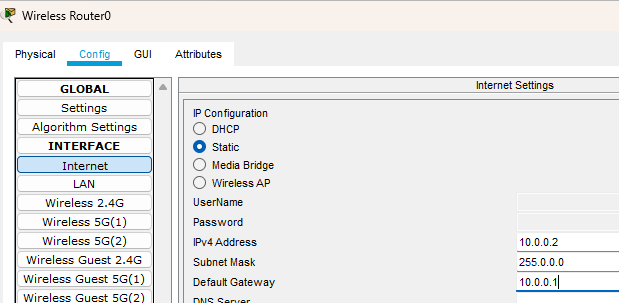 Wireless Router0
Physical Config GUI Attributes
GLOBAL
Settings
Algorithm Settings
INTERFACE
Internet
LAN
Wireless 2.4G
Wireless 5G(1)
Wireless 5G(2)
Wireless Guest 2.4G
Wireless Guest 5G(1)
Wireless Guest 5G(2)
Internet Settings
IP Configuration
DHCP
Static
Media Bridge
Wireless AP
UserName
Password
IPv4 Address 10.0.0.2
Subnet Mask 255.0.0.0
Default Gateway 10.0.0.1
DNS Server